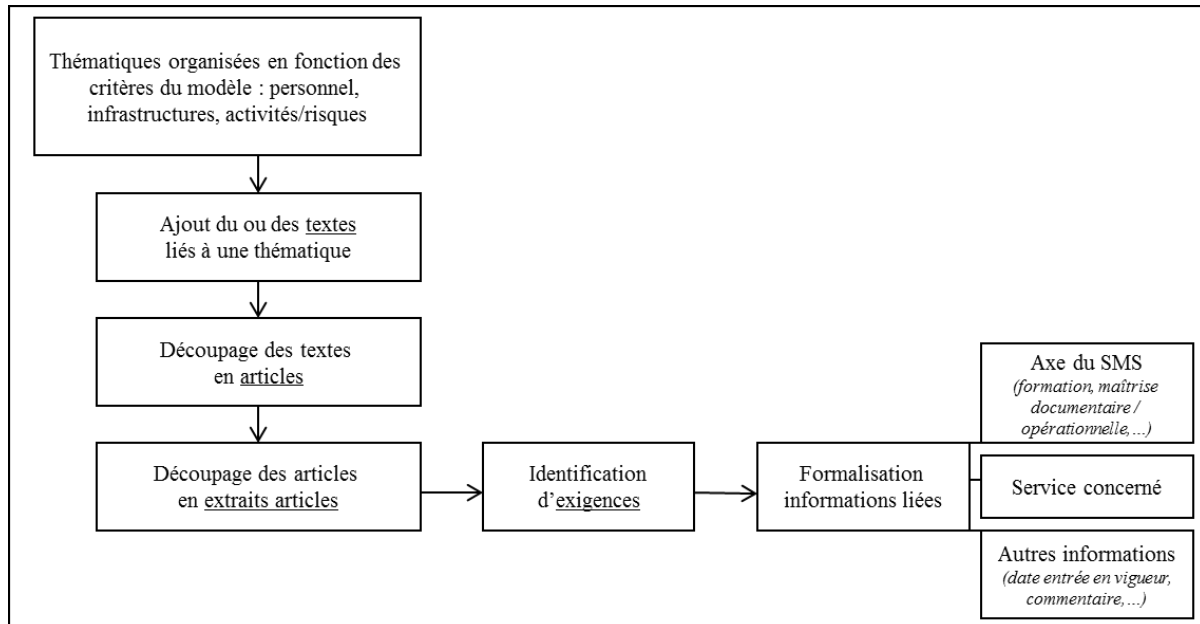 Thématiques organisées en fonction des
critères du modèle : personnel,
infrastructures, activités/risques
Ajout du ou des textes
liés à une thématique
Découpage des textes
en articles
Découpage des articles
en extraits articles
Identification
d’exigences
Formalisation
informations liées
Axe du SMS
(formation, maîtrise
documentaire /
opérationnelle,…)
Service concerné
Autres informations
(date entrée en vigueur,
commentaire,…)